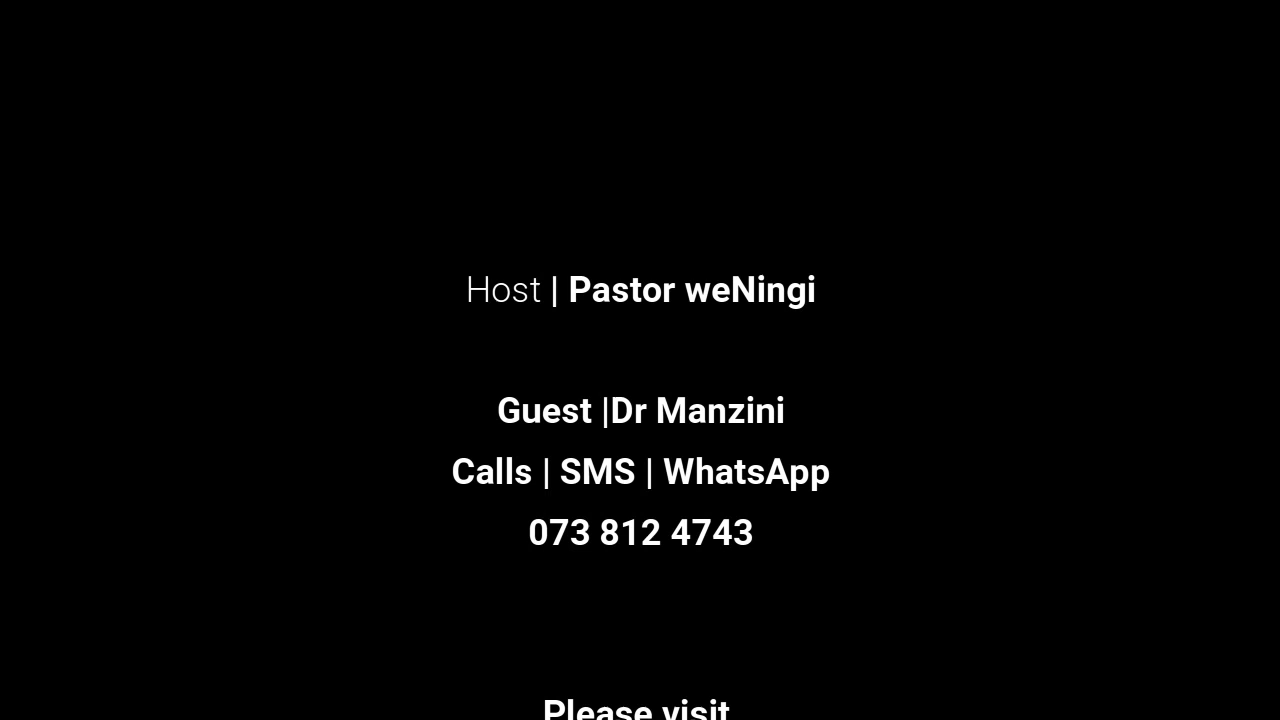 Host | Pastor weNingi
Guest |Dr Manzini
Calls | SMS | WhatsApp
073 812 4743
Please visit